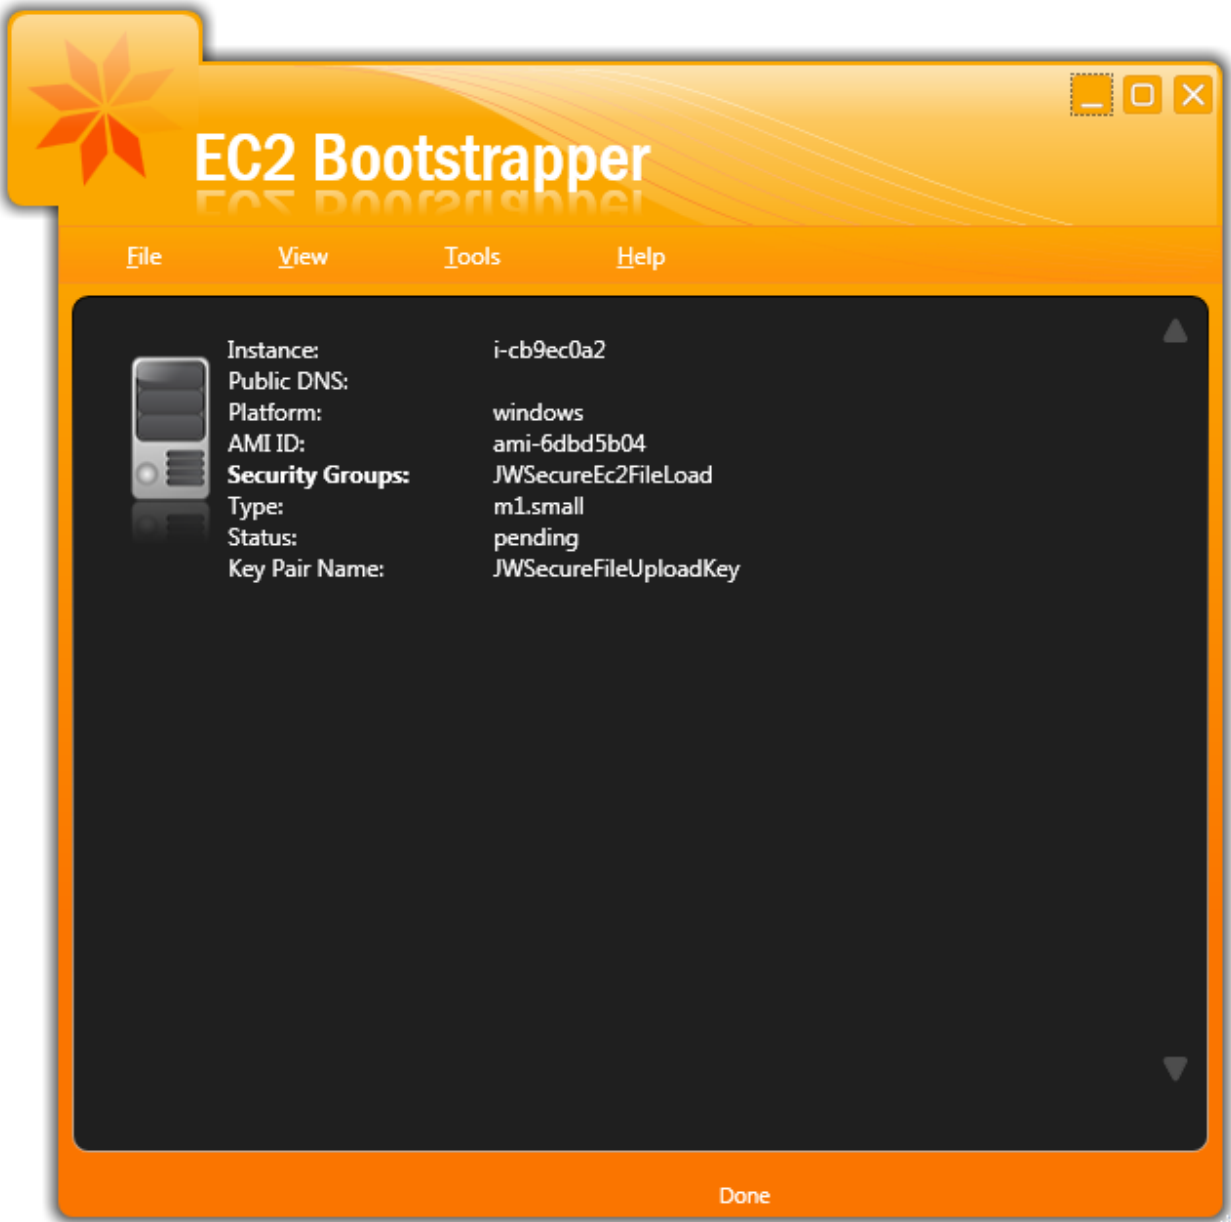 EC2 Bootstrapper
File View Tools Help
Instance: i-cb9ec0a2
Public DNS:
Platform: windows
AMI ID: ami-6dbd5b04
Security Groups: JWSecureEc2FileLoad
Type: m1.small
Status: pending
Key Pair Name: JWSecureFileUploadKey
Done